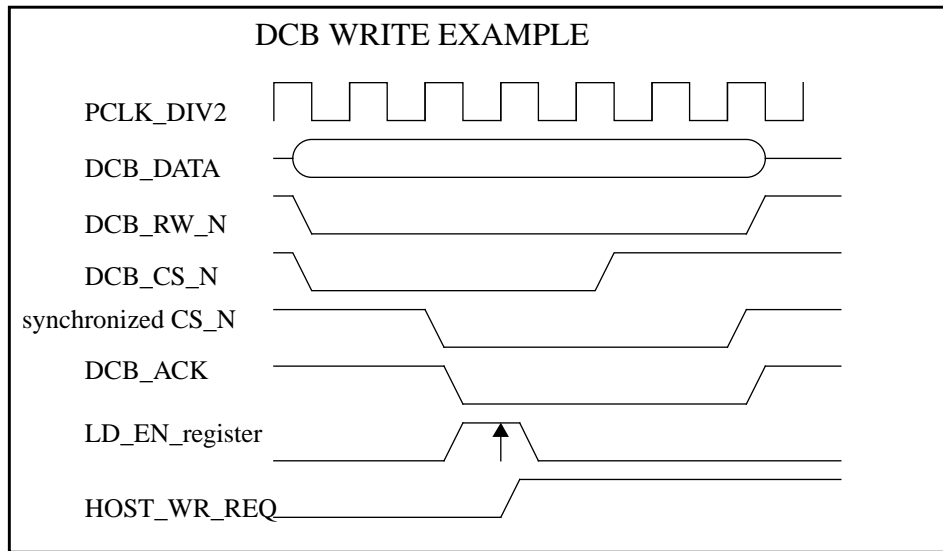 DCB WRITE EXAMPLE
PCLK_DIV2
DCB_DATA
DCB_RW_N
DCB_CS_N
synchronized CS_N
DCB_ACK
LD_EN_register
HOST_WR_REQ